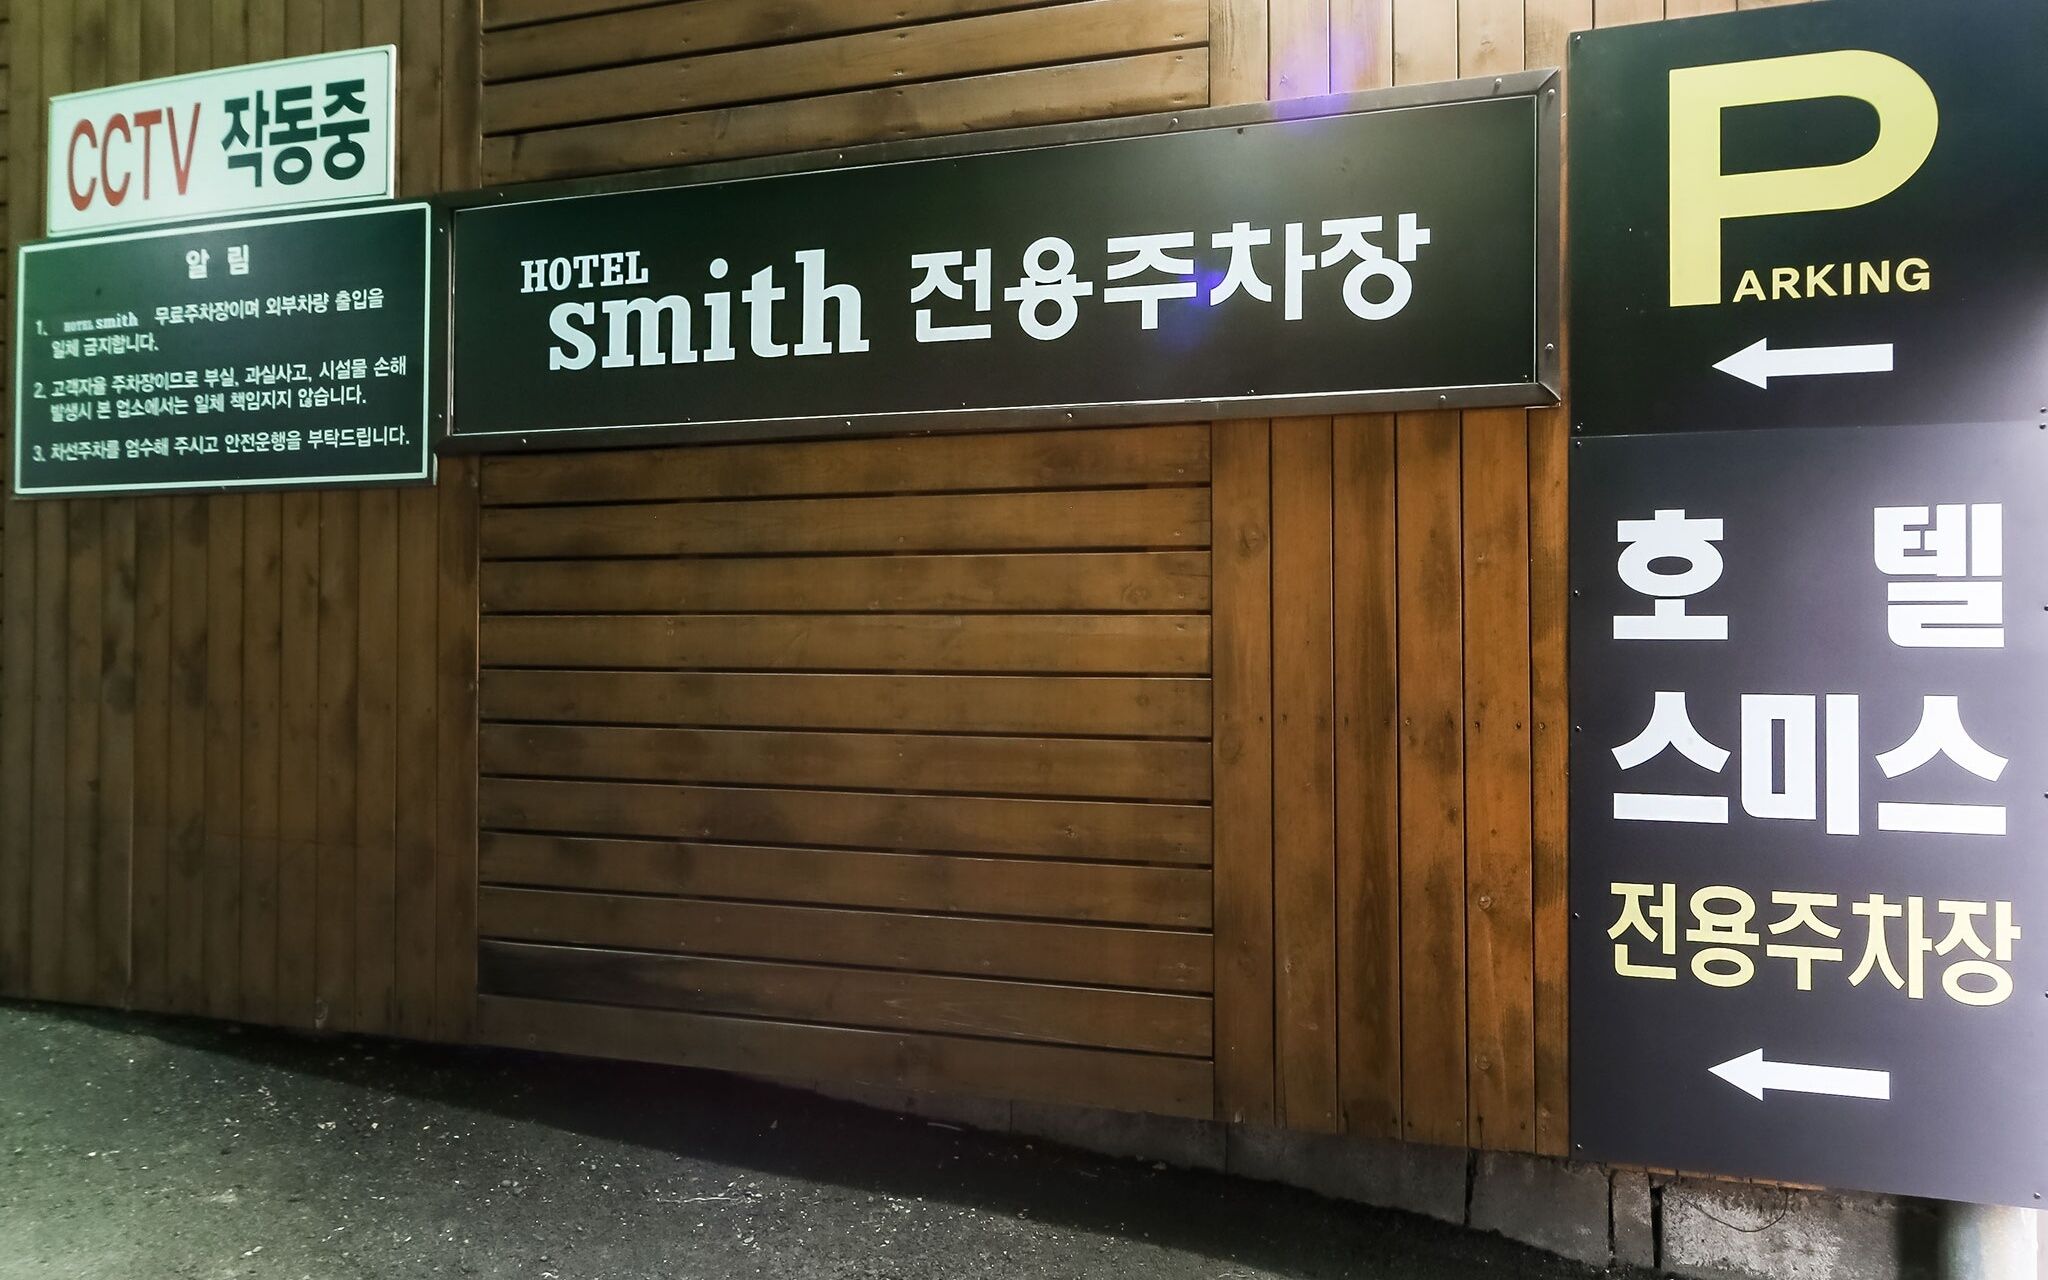 CCTV 작동중
알 림
1. HOTEL smith 무료주차장이며 외부차량 출입을
일체 금지합니다.
2. 고객자율 주차장이므로 부실, 과실사고, 시설물 손해
발생시 본 업소에서는 일체 책임지지 않습니다.
3. 차선주차를 엄수해 주시고 안전운행을 부탁드립니다.
HOTEL
smith 전용주차장
PARKING
호텔
스미스
전용주차장